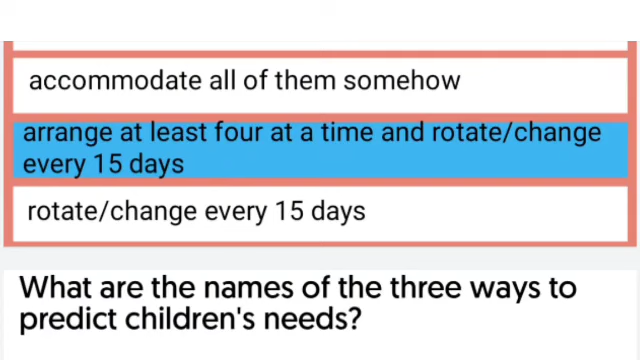 accommodate all of them somehow
arrange at least four at a time and rotate/change
every 15 days
rotate/change every 15 days
What are the names of the three ways to
predict children's needs?